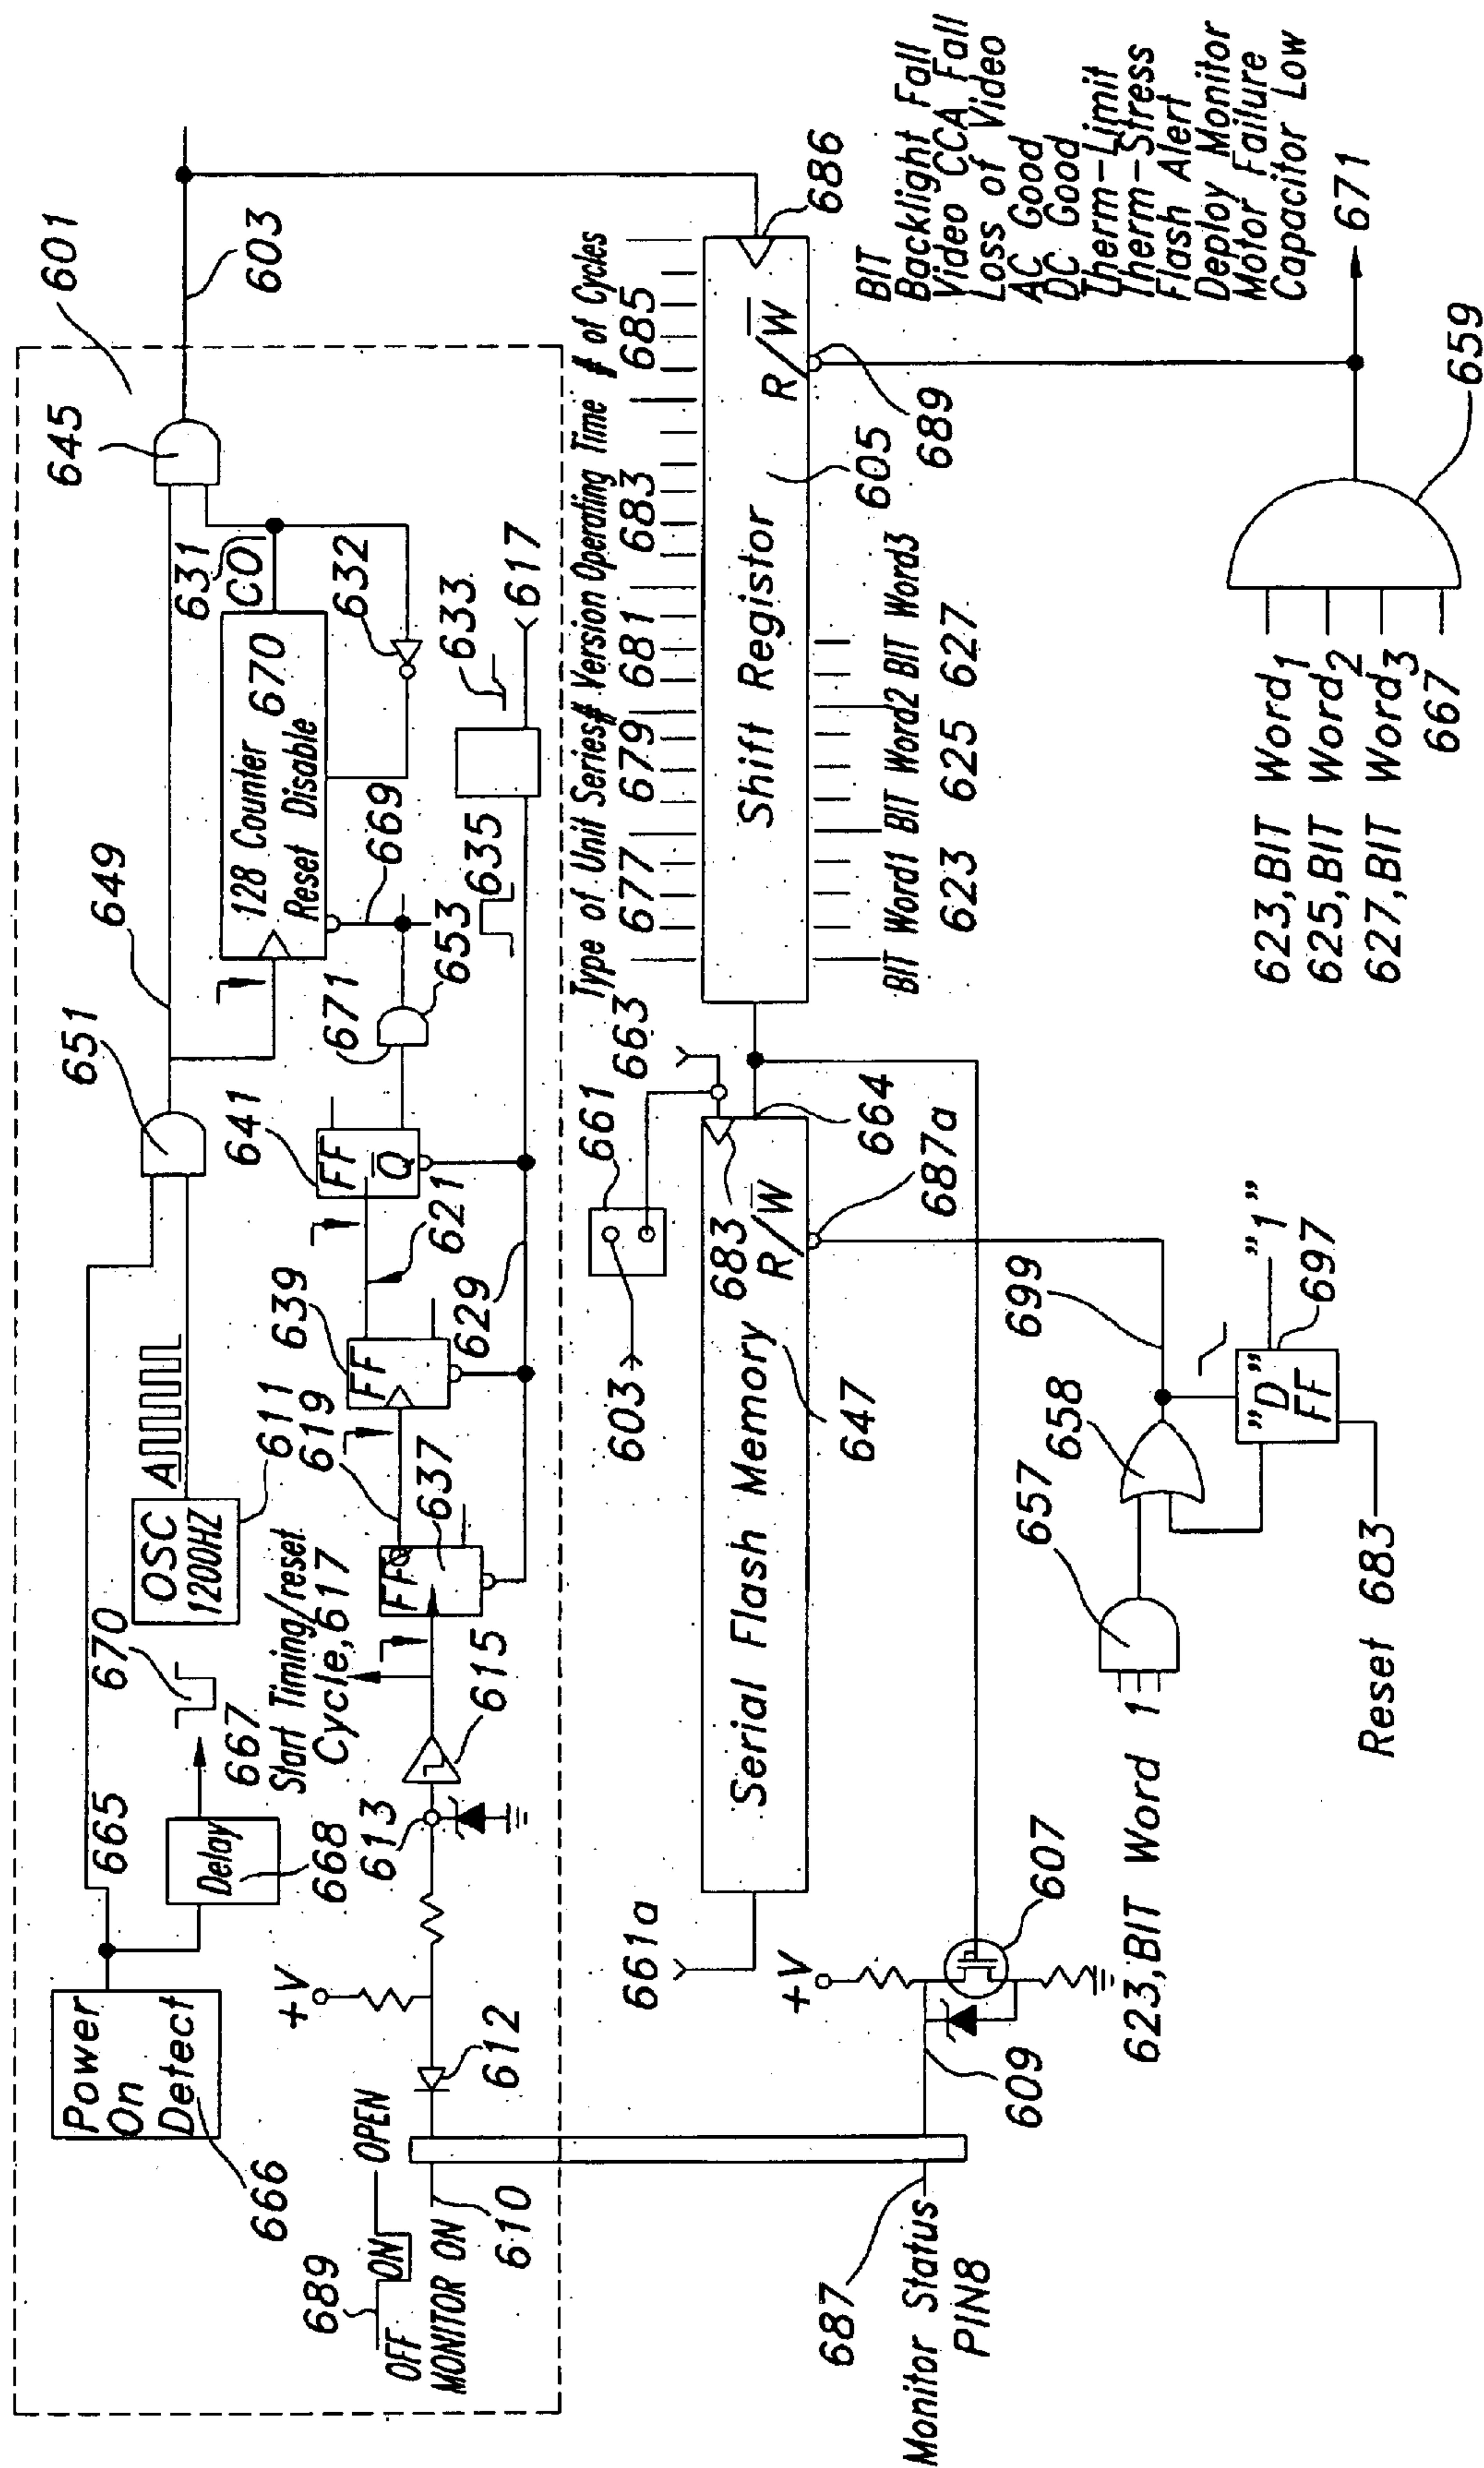 601
603
645
651
649
631
CO
128 Counter 670
Reset Disable
632
633
617
669
635
653
671
641
FF
Q
621
639
FF
629
619
FF
637
OSC
1200HZ
611
A
670
667
Start Timing/reset
Cycle,617
615
613
665
Delay
668
Power
On
Detect
666
+V
612
OPEN
ON
OFF
689
MONITOR ON
610
Type of Unit Series# Version Operating Time # of Cycles
677 679 681 683 685
686
Shift Registor
R/W
605
689
BIT Word1 BIT Word2 BIT Word3
623 625 627
663
661
603
664
683
R/W
687a
Serial Flash Memory
647
661a
+V
607
609
687
Monitor Status
PIN8
623,BIT Word 1
657
658
699
"1"
"D"
FF
697
Reset 683
BIT
Backlight Fall
Video CCA Fall
Loss of Video
AC Good
DC Good
Therm-Limit
Therm-Stress
Flash Alert
Deploy Monitor
Motor Failure
Capacitor Low
671
659
623,BIT Word1
625,BIT Word2
627,BIT Word3
667